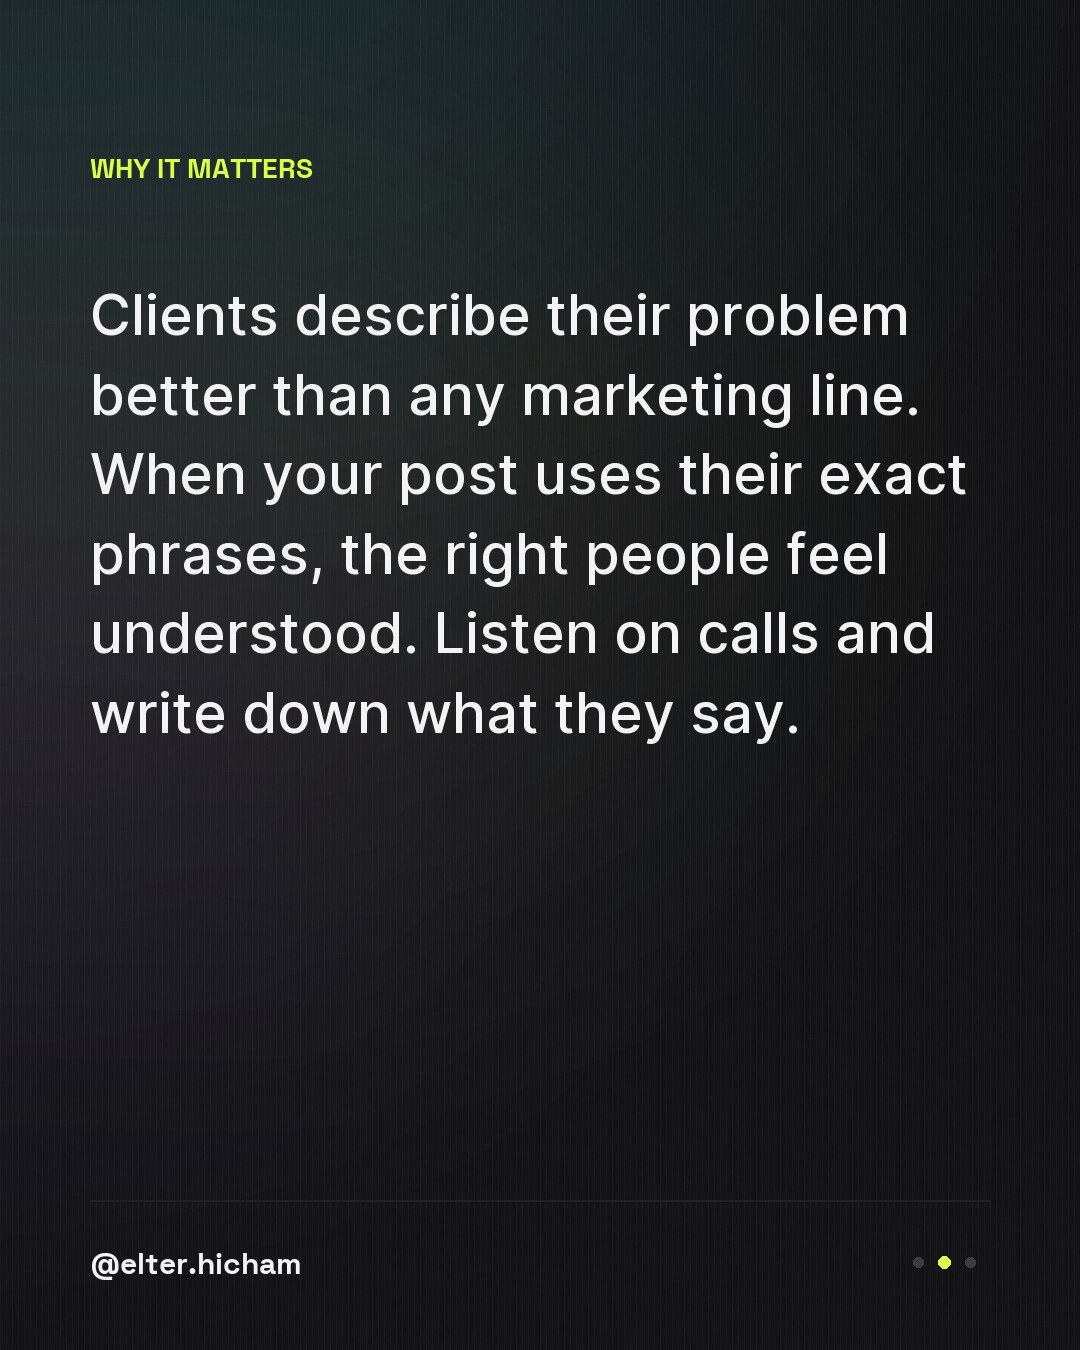 WHY IT MATTERS
Clients describe their problem
better than any marketing line.
When your post uses their exact
phrases, the right people feel
understood. Listen on calls and
write down what they say.
@elter.hicham